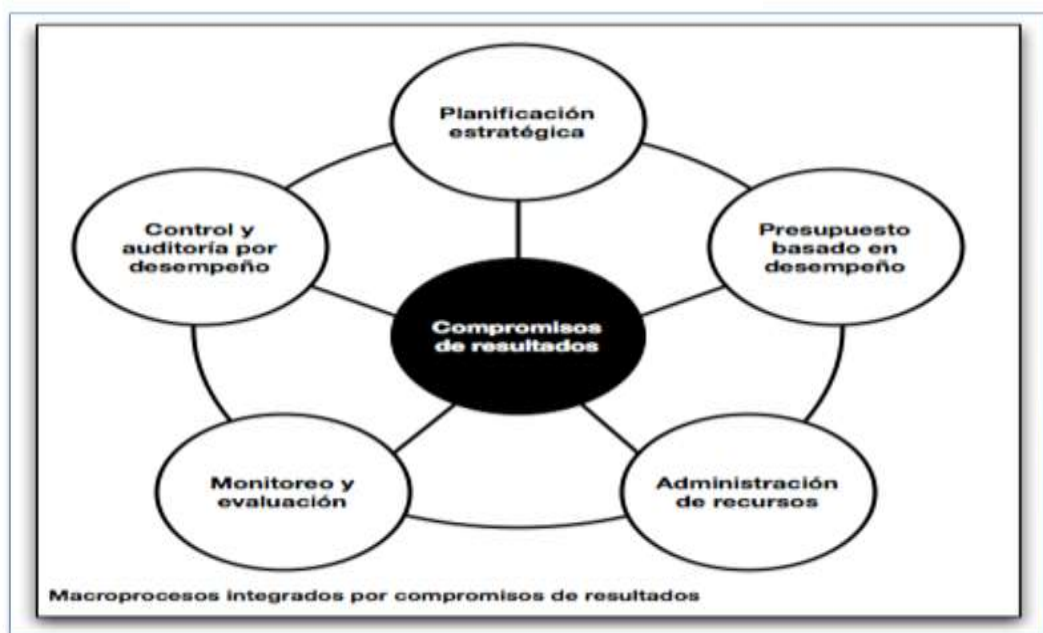 Planificación
estratégica
Control y
auditoría por
desempeño
Presupuesto
basado en
desempeño
Compromisos
de resultados
Monitoreo y
evaluación
Administración
de recursos
Macroprocesos integrados por compromisos de resultados